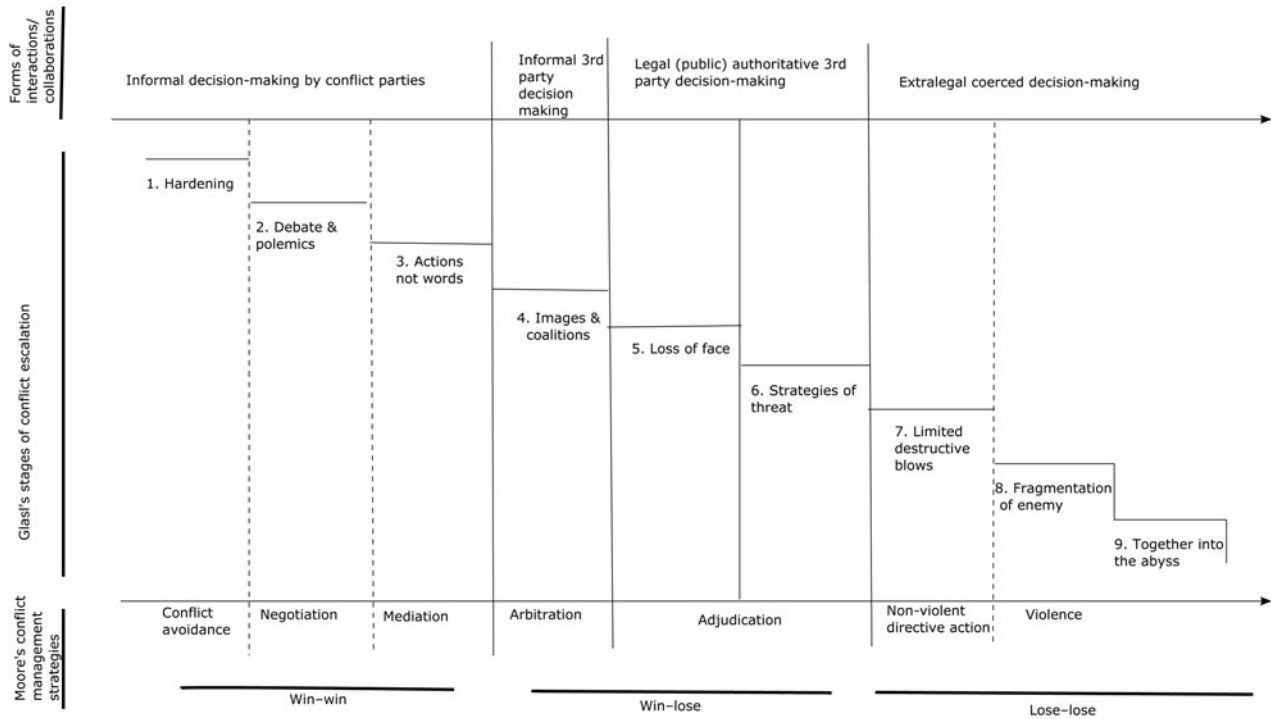 Forms of
interactions/
collaborations
Informal decision-making by conflict parties
Informal 3rd
party
decision
making
Legal (public) authoritative 3rd
party decision-making
Extralegal coerced decision-making
Glasl's stages of conflict escalation
1. Hardening
2. Debate &
polemics
3. Actions
not words
4. Images &
coalitions
5. Loss of face
6. Strategies of
threat
7. Limited
destructive
blows
8. Fragmentation
of enemy
9. Together into
the abyss
Moore's conflict
management
strategies
Conflict
avoidance
Negotiation
Mediation
Arbitration
Adjudication
Non-violent
directive action
Violence
Win–win
Win–lose
Lose–lose